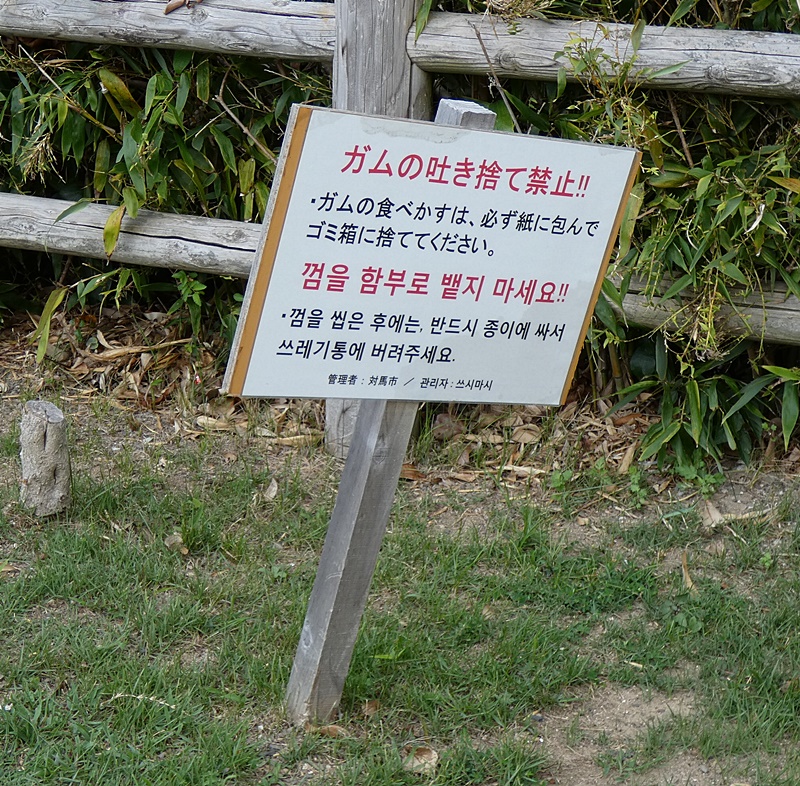 ガムの吐き捨て禁止!!
・ガムの食べかすは、必ず紙に包んで
ゴミ箱に捨ててください。
껌을 함부로 뱉지 마세요!!
・껌을 씹은 후에는, 반드시 종이에 싸서
쓰레기통에 버려주세요.
管理者：対馬市 ／ 관리자：쓰시마시